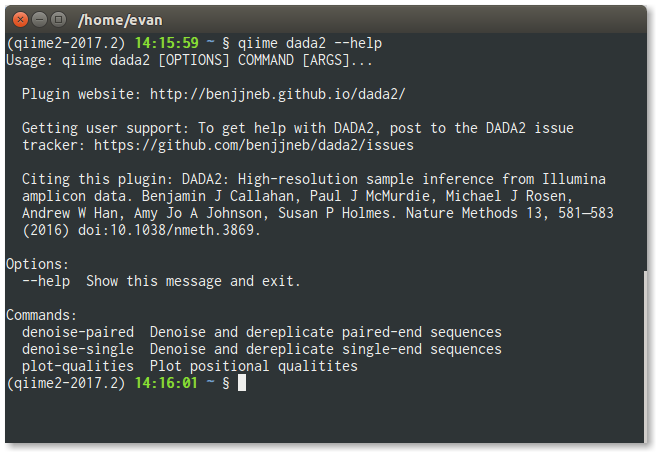 /home/evan
(qiime2-2017.2) 14:15:59 ~ § qiime dada2 --help
Usage: qiime dada2 [OPTIONS] COMMAND [ARGS]...
Plugin website: http://benjjneb.github.io/dada2/
Getting user support: To get help with DADA2, post to the DADA2 issue
tracker: https://github.com/benjjneb/dada2/issues
Citing this plugin: DADA2: High-resolution sample inference from Illumina
amplicon data. Benjamin J Callahan, Paul J McMurdie, Michael J Rosen,
Andrew W Han, Amy Jo A Johnson, Susan P Holmes. Nature Methods 13, 581–583
(2016) doi:10.1038/nmeth.3869.
Options:
--help  Show this message and exit.
Commands:
denoise-paired  Denoise and dereplicate paired-end sequences
denoise-single  Denoise and dereplicate single-end sequences
plot-qualities  Plot positional qualitites
(qiime2-2017.2) 14:16:01 ~ §